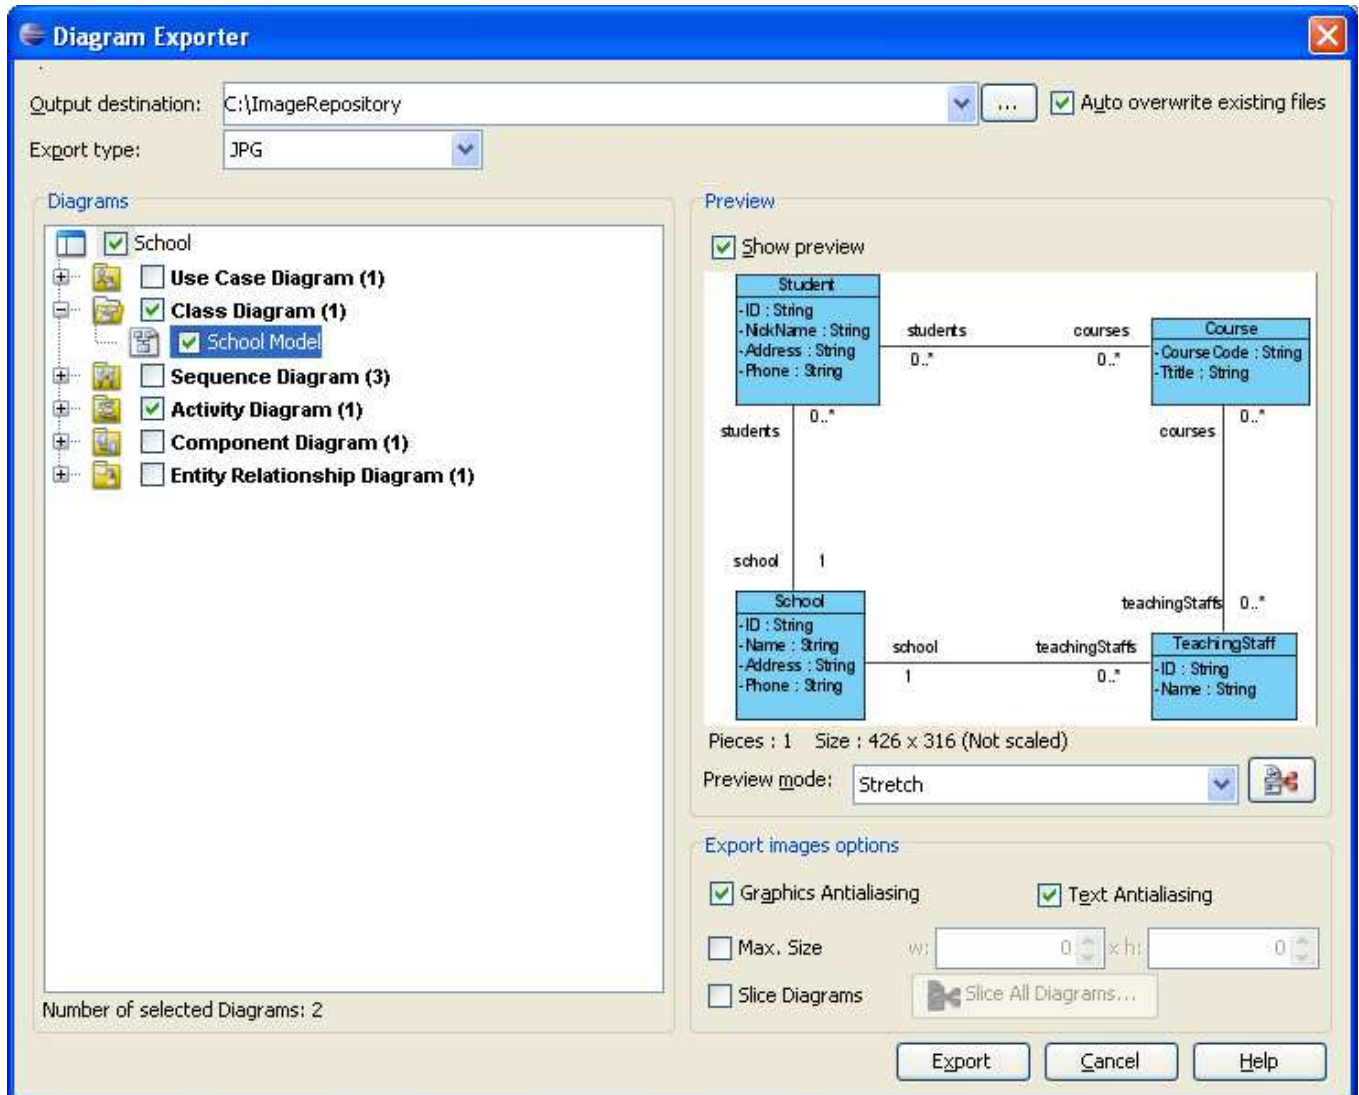 Diagram Exporter
Output destination: C:\ImageRepository ... Auto overwrite existing files
Export type: JPG
Diagrams
School
Use Case Diagram (1)
Class Diagram (1)
School Model
Sequence Diagram (3)
Activity Diagram (1)
Component Diagram (1)
Entity Relationship Diagram (1)
Number of selected Diagrams: 2
Preview
Show preview
Student
-ID : String
-NickName : String
-Address : String
-Phone : String
students courses
0..* 0..*
Course
-Course Code : String
-Ttitle : String
0..*
students
0..*
courses
school 1
teachingStaffs 0..*
School
-ID : String
-Name : String
-Address : String
-Phone : String
school teachingStaffs
1 0..*
TeachingStaff
-ID : String
-Name : String
Pieces : 1 Size : 426 x 316 (Not scaled)
Preview mode: Stretch
Export images options
Graphics Antialiasing Text Antialiasing
Max. Size w: 0 x h: 0
Slice Diagrams Slice All Diagrams...
Export Cancel Help